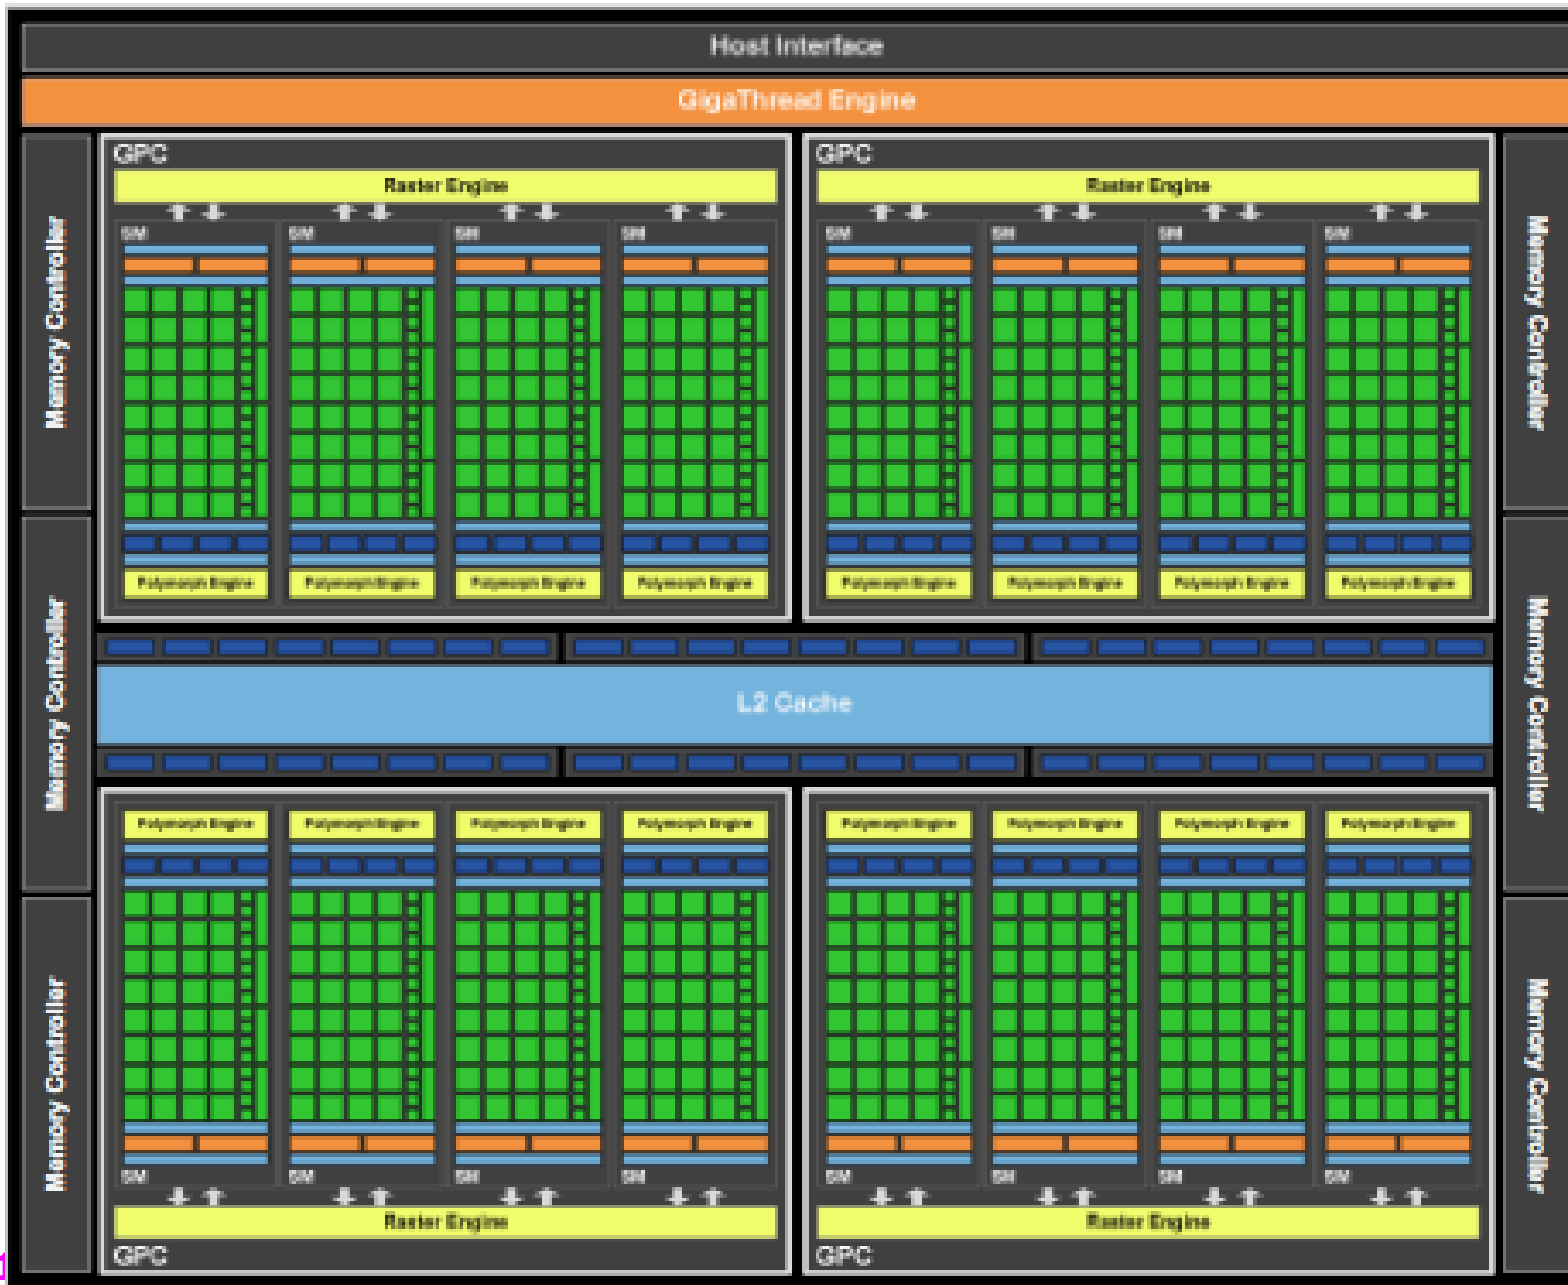 Host Interface
GigaThread Engine
GPC
GPC
Raster Engine
Raster Engine
SM SM SM SM
SM SM SM SM
Polymorph Engine Polymorph Engine Polymorph Engine Polymorph Engine
Polymorph Engine Polymorph Engine Polymorph Engine Polymorph Engine
Memory Controller
Memory Controller
Memory Controller
Memory Controller
Memory Controller
Memory Controller
L2 Cache
Polymorph Engine Polymorph Engine Polymorph Engine Polymorph Engine
Polymorph Engine Polymorph Engine Polymorph Engine Polymorph Engine
SM SM SM SM
SM SM SM SM
Raster Engine
Raster Engine
GPC
GPC